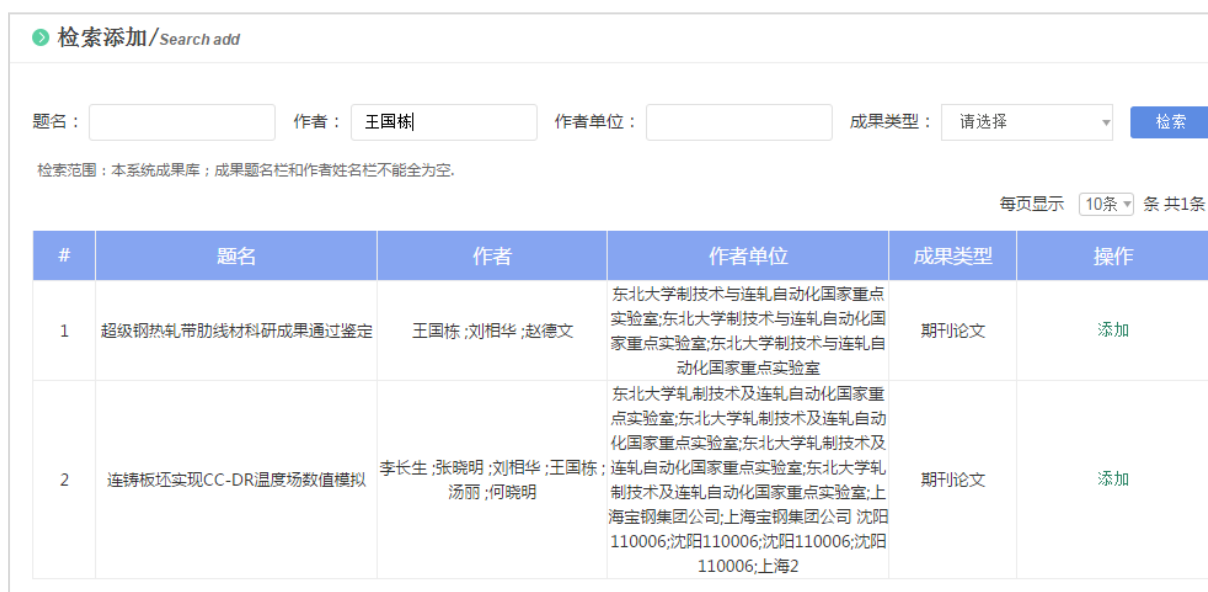 检索添加/Search add
题名： 作者： 王国栋 作者单位： 成果类型： 请选择 检索
检索范围：本系统成果库；成果题名栏和作者姓名栏不能全为空.
每页显示 10条 条 共1条
# 题名 作者 作者单位 成果类型 操作
东北大学制技术与连轧自动化国家重点
实验室;东北大学制技术与连轧自动化国
家重点实验室;东北大学制技术与连轧自
动化国家重点实验室
1 超级钢热轧带肋线材科研成果通过鉴定 王国栋 ;刘相华 ;赵德文 期刊论文 添加
东北大学轧制技术及连轧自动化国家重
点实验室;东北大学轧制技术及连轧自动
化国家重点实验室;东北大学轧制技术及
连轧自动化国家重点实验室;东北大学轧
制技术及连轧自动化国家重点实验室;上
海宝钢集团公司;上海宝钢集团公司 沈阳
110006;沈阳110006;沈阳110006;沈阳
110006;上海2
2 连铸板坯实现CC-DR温度场数值模拟
李长生 ;张晓明 ;刘相华 ;王国栋 ;
汤丽 ;何晓明
期刊论文 添加